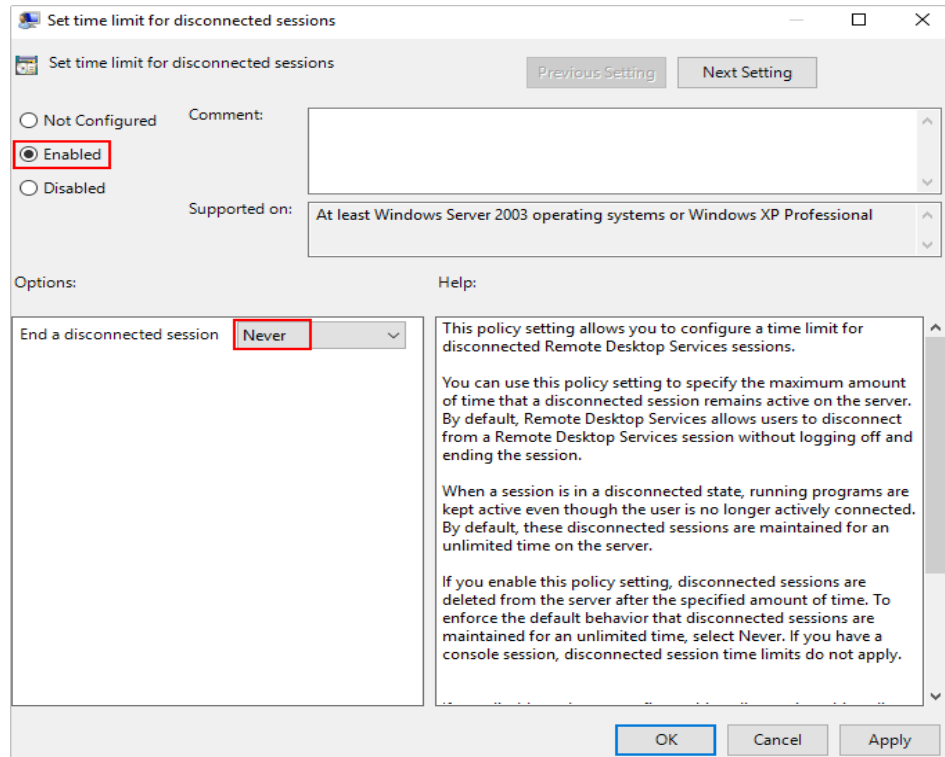 Set time limit for disconnected sessions
Set time limit for disconnected sessions
Previous Setting
Next Setting
Not Configured
Comment:
Enabled
Disabled
Supported on:
At least Windows Server 2003 operating systems or Windows XP Professional
Options:
Help:
End a disconnected session
Never
This policy setting allows you to configure a time limit for
disconnected Remote Desktop Services sessions.
You can use this policy setting to specify the maximum amount
of time that a disconnected session remains active on the server.
By default, Remote Desktop Services allows users to disconnect
from a Remote Desktop Services session without logging off and
ending the session.
When a session is in a disconnected state, running programs are
kept active even though the user is no longer actively connected.
By default, these disconnected sessions are maintained for an
unlimited time on the server.
If you enable this policy setting, disconnected sessions are
deleted from the server after the specified amount of time. To
enforce the default behavior that disconnected sessions are
maintained for an unlimited time, select Never. If you have a
console session, disconnected session time limits do not apply.
OK
Cancel
Apply